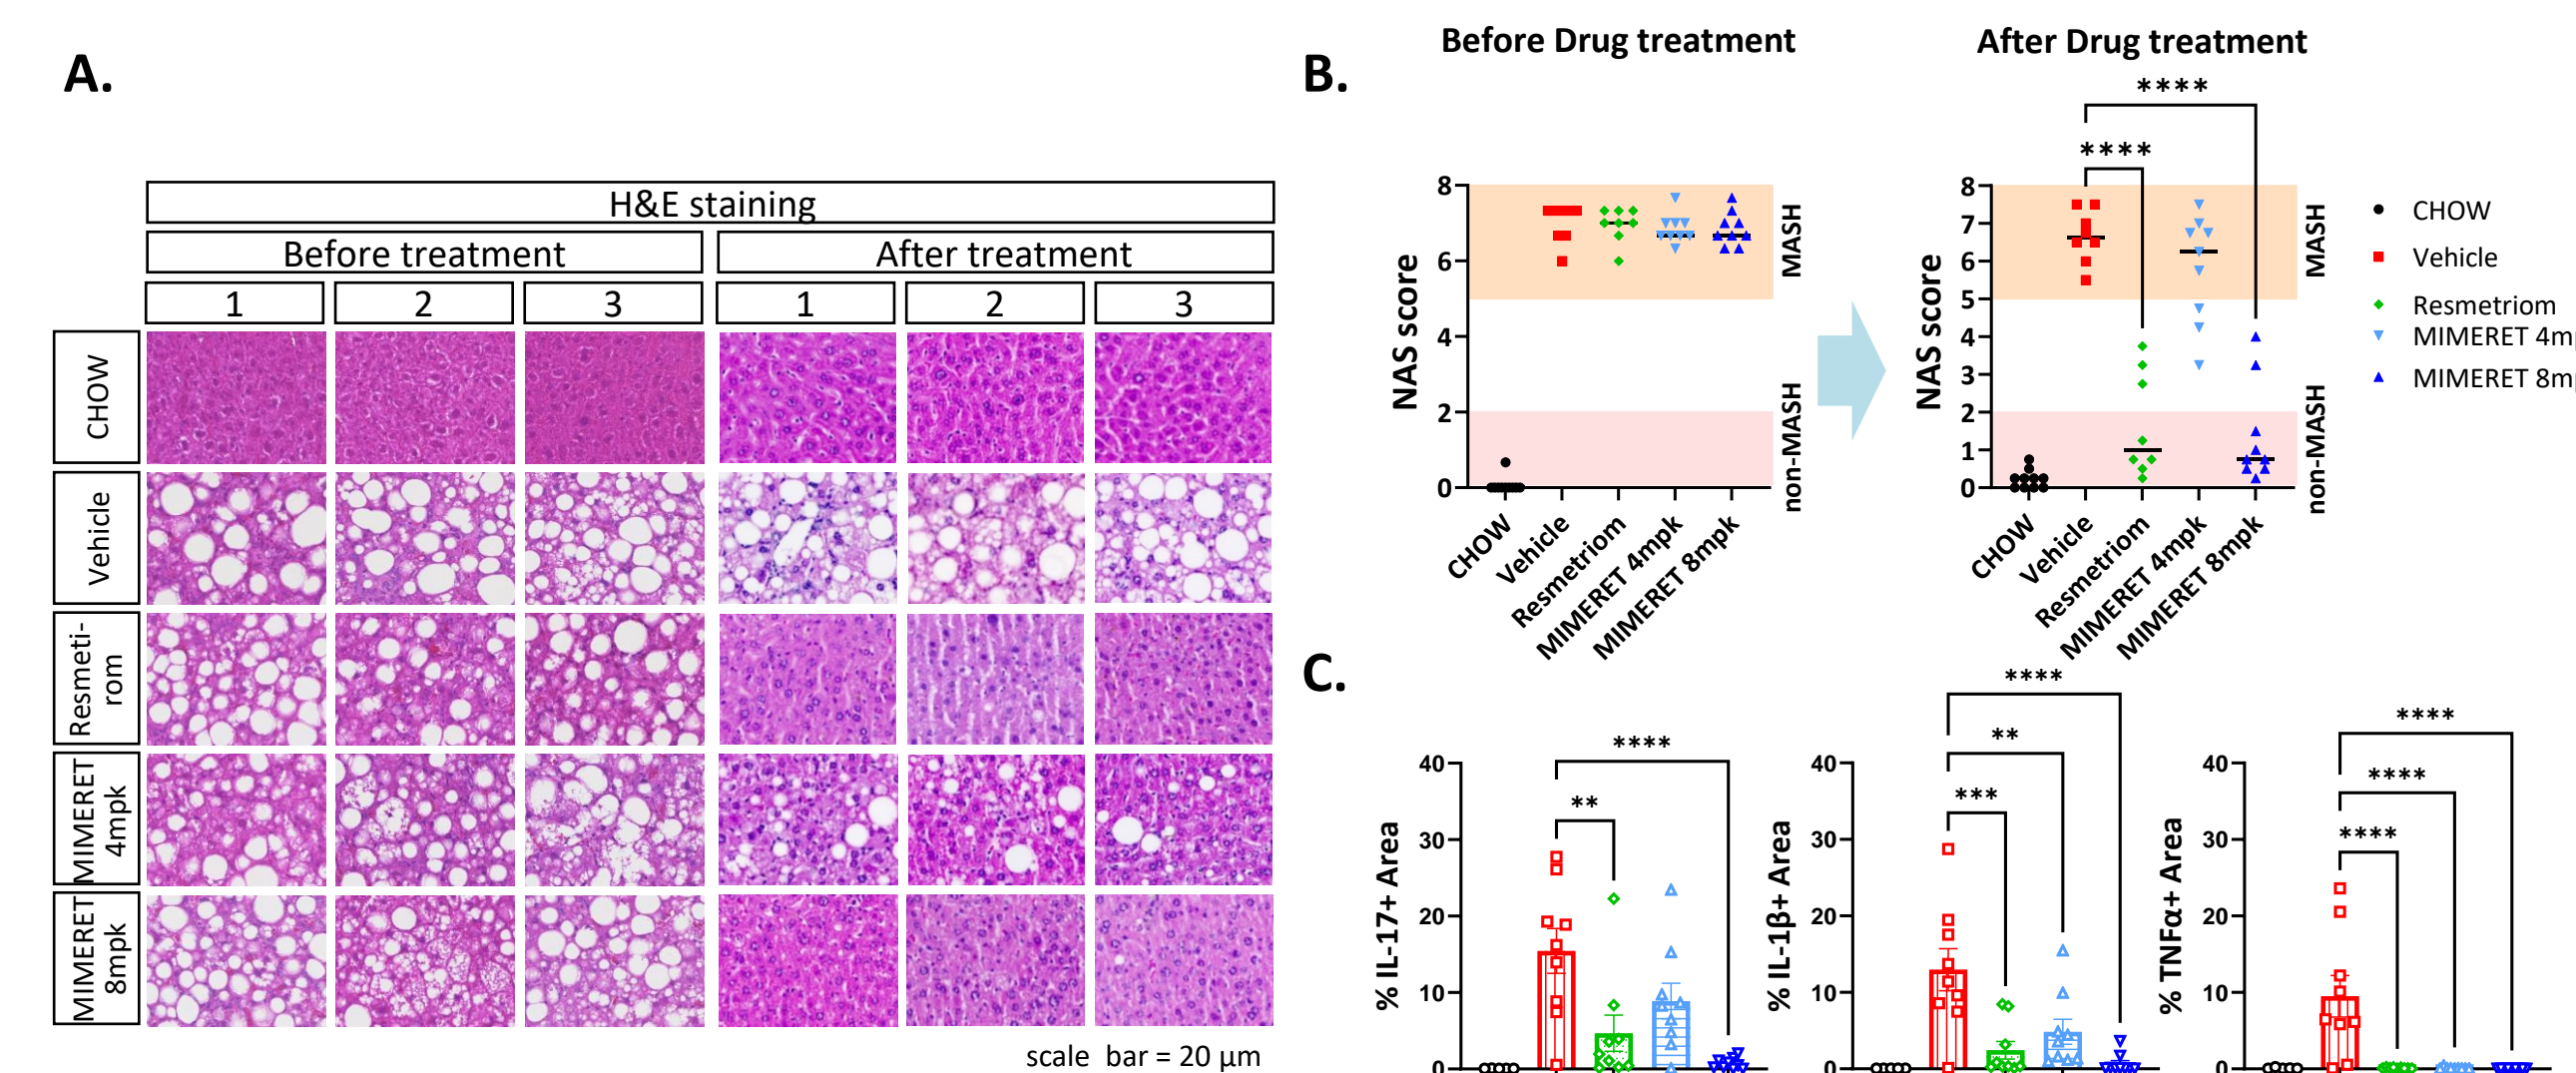 A.
H&E staining
Before treatment
After treatment
1
2
3
1
2
3
CHOW
Vehicle
Resmeti-
rom
MIMERET
4mpk
MIMERET
8mpk
scale bar = 20 µm
B.
Before Drug treatment
NAS score
8
6
4
2
0
MASH
non-MASH
CHOW
Vehicle
Resmetriom
MIMERET 4mpk
MIMERET 8mpk
After Drug treatment
****
****
NAS score
8
7
6
5
4
3
2
1
0
MASH
non-MASH
CHOW
Vehicle
Resmetriom
MIMERET 4mpk
MIMERET 8mpk
CHOW
Vehicle
Resmetriom
MIMERET 4mp
MIMERET 8mp
C.
% IL-17+ Area
40
30
20
10
0
****
**
% IL-1β+ Area
40
30
20
10
0
****
**
***
% TNFα+ Area
40
30
20
10
0
****
****
****